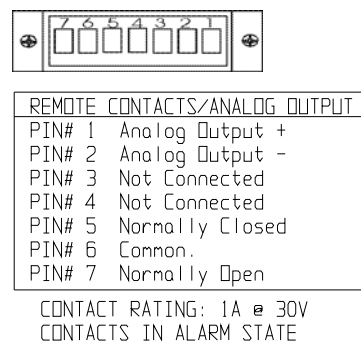 7 6 5 4 3 2 1
REMOTE CONTACTS/ANALOG OUTPUT
PIN# 1 Analog Output +
PIN# 2 Analog Output -
PIN# 3 Not Connected
PIN# 4 Not Connected
PIN# 5 Normally Closed
PIN# 6 Common.
PIN# 7 Normally Open
CONTACT RATING: 1A @ 30V
CONTACTS IN ALARM STATE